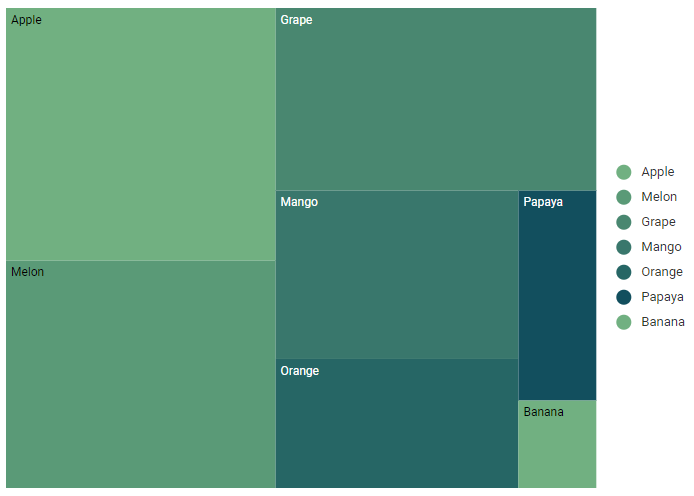 Apple
Grape
Mango
Papaya
Melon
Orange
Banana
Apple
Melon
Grape
Mango
Orange
Papaya
Banana